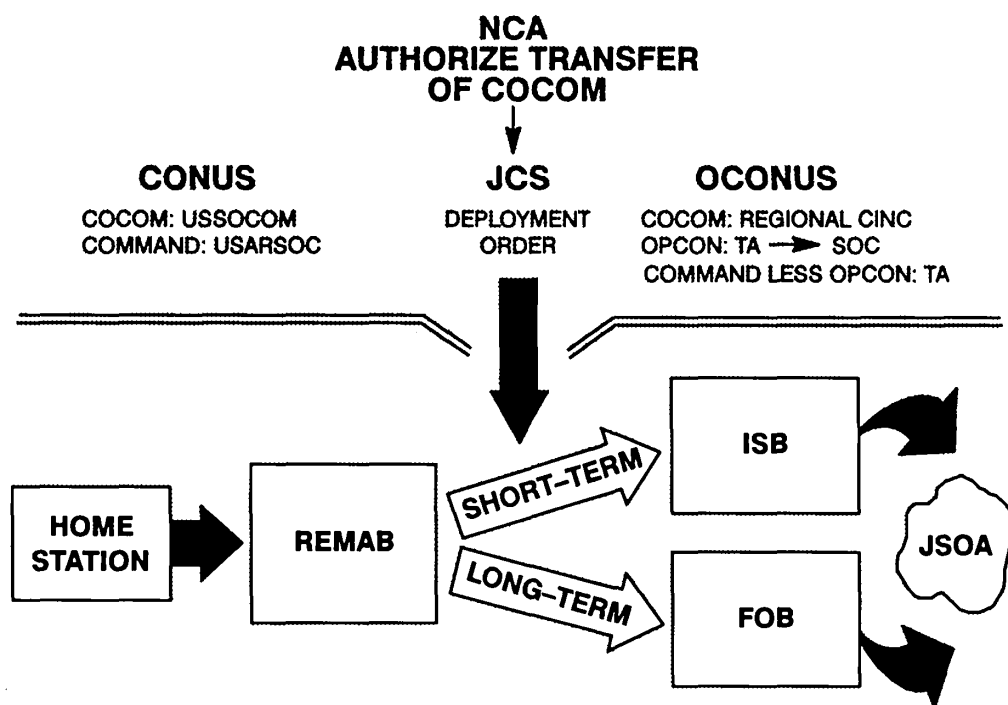 NCA
AUTHORIZE TRANSFER
OF COCOM
CONUS
COCOM: USSOCOM
COMMAND: USARSOC
JCS
DEPLOYMENT
ORDER
OCONUS
COCOM: REGIONAL CINC
OPCON: TA → SOC
COMMAND LESS OPCON: TA
HOME
STATION
REMAB
SHORT–TERM
LONG–TERM
ISB
FOB
JSOA